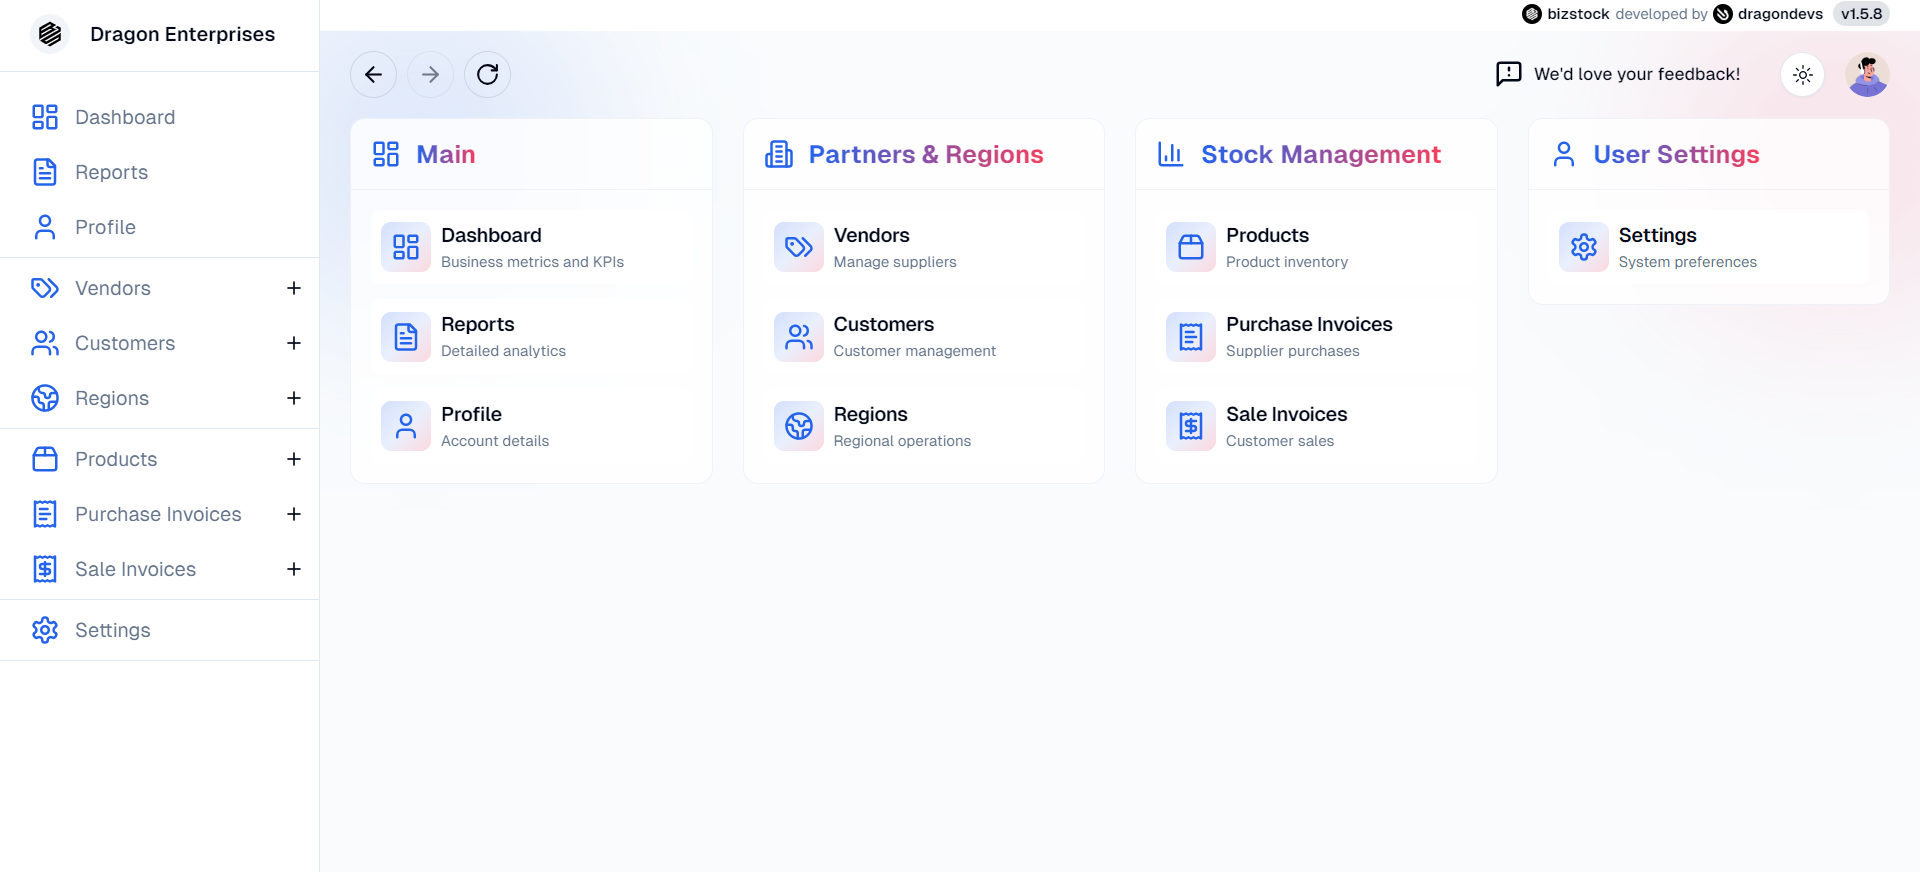 Dragon Enterprises
bizstock developed by dragondevs v1.5.8
We'd love your feedback!
Dashboard
Reports
Profile
Vendors
Customers
Regions
Products
Purchase Invoices
Sale Invoices
Settings
Main
Dashboard
Business metrics and KPIs
Reports
Detailed analytics
Profile
Account details
Partners & Regions
Vendors
Manage suppliers
Customers
Customer management
Regions
Regional operations
Stock Management
Products
Product inventory
Purchase Invoices
Supplier purchases
Sale Invoices
Customer sales
User Settings
Settings
System preferences